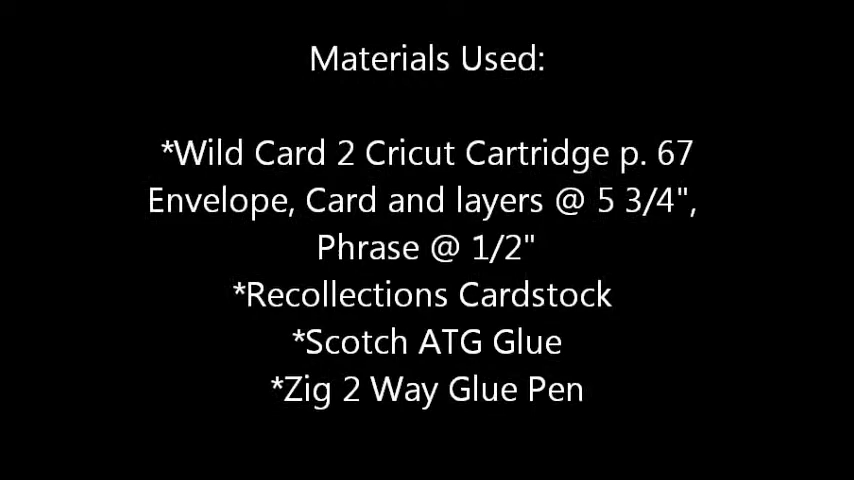 Materials Used:
*Wild Card 2 Cricut Cartridge p. 67
Envelope, Card and layers @ 5 3/4",
Phrase @ 1/2"
*Recollections Cardstock
*Scotch ATG Glue
*Zig 2 Way Glue Pen